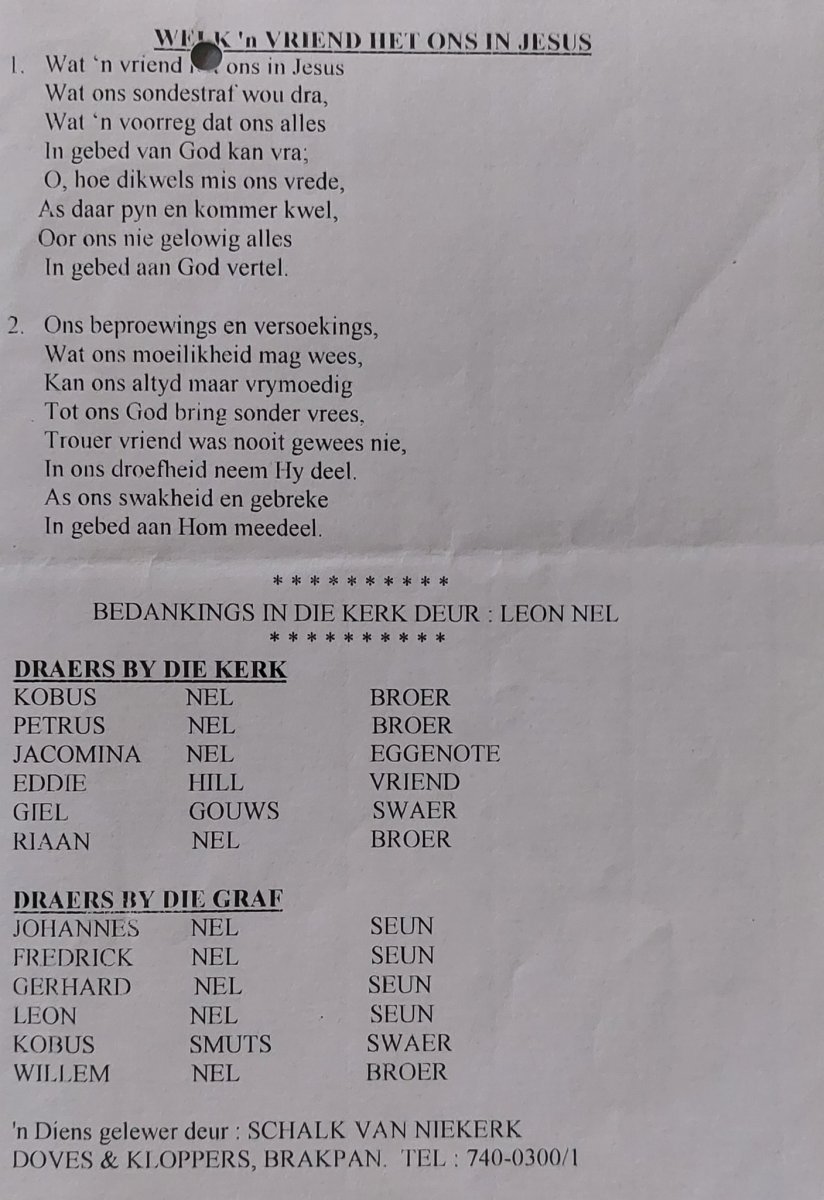 WELK 'n VRIEND HET ONS IN JESUS
1. Wat ‘n vriend ons in Jesus
Wat ons sondestraf wou dra,
Wat ‘n voorreg dat ons alles
In gebed van God kan vra;
O, hoe dikwels mis ons vrede,
As daar pyn en kommer kwel,
Oor ons nie gelowig alles
In gebed aan God vertel.
2. Ons beproewings en versoekings,
Wat ons moeilikheid mag wees,
Kan ons altyd maar vrymoedig
Tot ons God bring sonder vrees,
Trouer vriend was nooit gewees nie,
In ons droefheid neem Hy deel.
As ons swakheid en gebreke
In gebed aan Hom meedeel.
* * * * * * * * * *
BEDANKINGS IN DIE KERK DEUR : LEON NEL
* * * * * * * * * *
DRAERS BY DIE KERK
KOBUS NEL BROER
PETRUS NEL BROER
JACOMINA NEL EGGENOTE
EDDIE HILL VRIEND
GIEL GOUWS SWAER
RIAAN NEL BROER
DRAERS BY DIE GRAF
JOHANNES NEL SEUN
FREDRICK NEL SEUN
GERHARD NEL SEUN
LEON NEL SEUN
KOBUS SMUTS SWAER
WILLEM NEL BROER
'n Diens gelewer deur : SCHALK VAN NIEKERK
DOVES & KLOPPERS, BRAKPAN. TEL : 740-0300/1